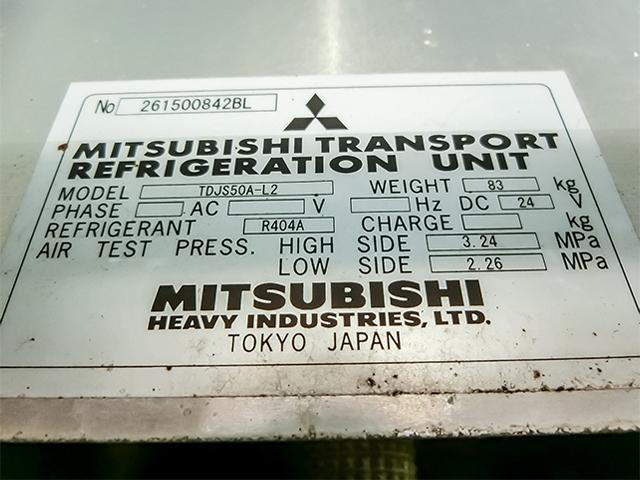 No 261500842BL
MITSUBISHI TRANSPORT
REFRIGERATION UNIT
MODEL TDJS50A-L2 WEIGHT 83 kg
PHASE AC V Hz DC 24 V
REFRIGERANT R404A CHARGE kg
AIR TEST PRESS. HIGH SIDE 3.24 MPa
LOW SIDE 2.26 MPa
MITSUBISHI
HEAVY INDUSTRIES, LTD.
TOKYO JAPAN